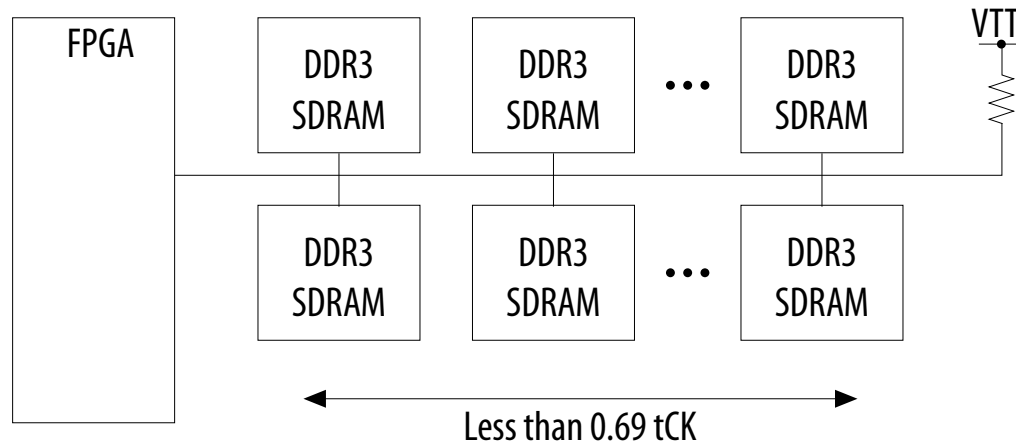 FPGA
DDR3
SDRAM
DDR3
SDRAM
•••
DDR3
SDRAM
VTT
DDR3
SDRAM
DDR3
SDRAM
•••
DDR3
SDRAM
Less than 0.69 tCK